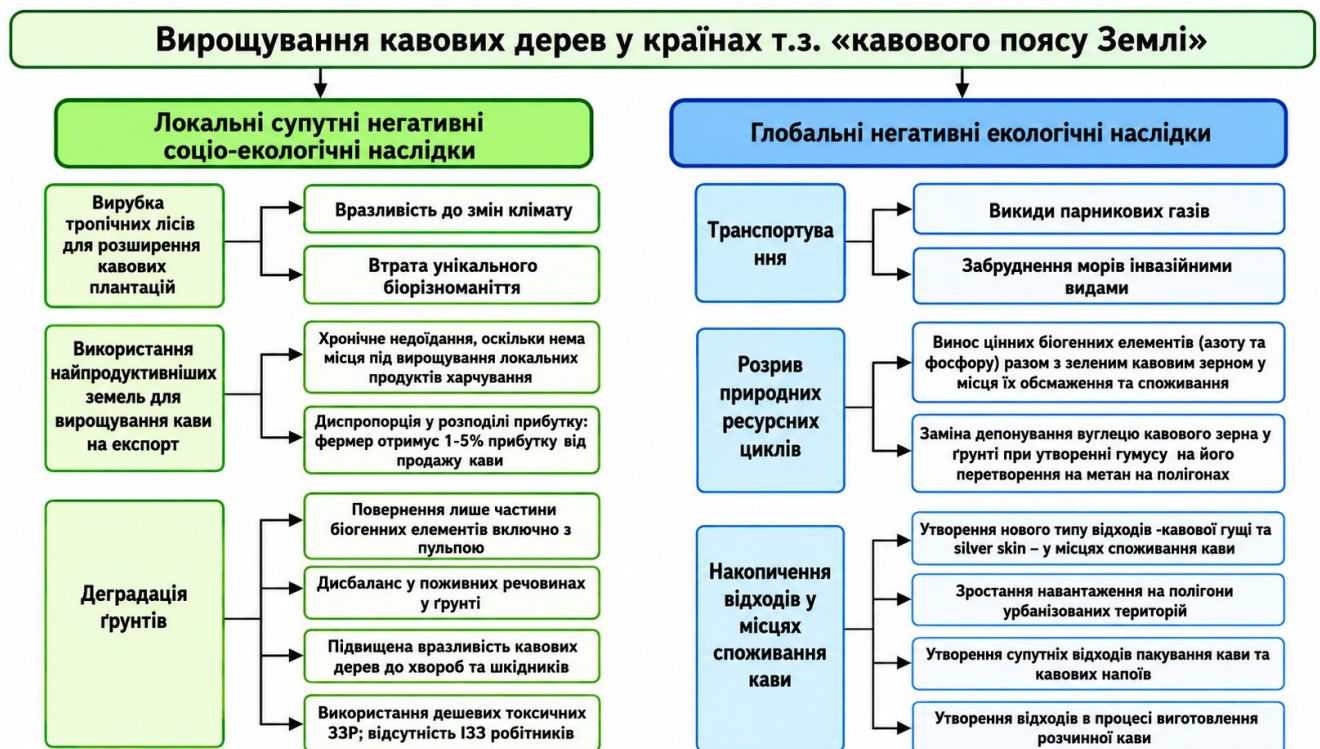 Вирощування кавових дерев у країнах т.з. «кавового поясу Землі»
Локальні супутні негативні
соціо-екологічні наслідки
Вирубка
тропічних лісів
для розширення
кавових
плантацій
Вразливість до змін клімату
Втрата унікального
біорізноманіття
Використання
найпродуктивніших
земель для
вирощування кави
на експорт
Хронічне недоїдання, оскільки нема
місця під вирощування локальних
продуктів харчування
Диспропорція у розподілі прибутку:
фермер отримує 1-5% прибутку від
продажу кави
Деградація
ґрунтів
Повернення лише частини
біогенних елементів включно з
пульпою
Дисбаланс у поживних речовинах
у ґрунті
Підвищена вразливість кавових
дерев до хвороб та шкідників
Використання дешевих токсичних
ЗЗР; відсутність ІЗЗ робітників
Глобальні негативні екологічні наслідки
Транспортува
ння
Викиди парникових газів
Забруднення морів інвазійними
видами
Розрив
природних
ресурсних
циклів
Винос цінних біогенних елементів (азоту та
фосфору) разом з зеленим кавовим зерном у
місця їх обсмаження та споживання
Заміна депонування вуглецю кавового зерна у
ґрунті при утворенні гумусу на його
перетворення на метан на полігонах
Накопичення
відходів у
місцях
споживання
кави
Утворення нового типу відходів -кавової гущі та
silver skin – у місцях споживання кави
Зростання навантаження на полігони
урбанізованих територій
Утворення супутніх відходів пакування кави та
кавових напоїв
Утворення відходів в процесі виготовлення
розчинної кави